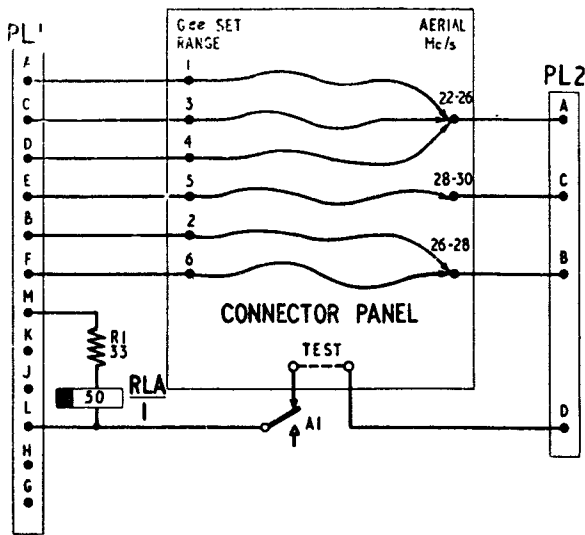 PL1
A
C
D
E
B
F
M
K
J
L
H
G
Gee SET
RANGE
1
3
4
5
2
6
AERIAL
Mc/s
22-26
28-30
26-28
CONNECTOR PANEL
TEST
R1
33
50
RLA
1
A1
PL2
A
C
B
D